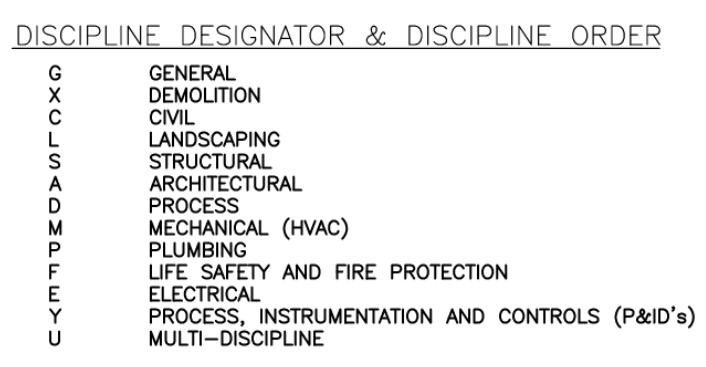 DISCIPLINE DESIGNATOR & DISCIPLINE ORDER
G GENERAL
X DEMOLITION
C CIVIL
L LANDSCAPING
S STRUCTURAL
A ARCHITECTURAL
D PROCESS
M MECHANICAL (HVAC)
P PLUMBING
F LIFE SAFETY AND FIRE PROTECTION
E ELECTRICAL
Y PROCESS, INSTRUMENTATION AND CONTROLS (P&ID's)
U MULTI-DISCIPLINE